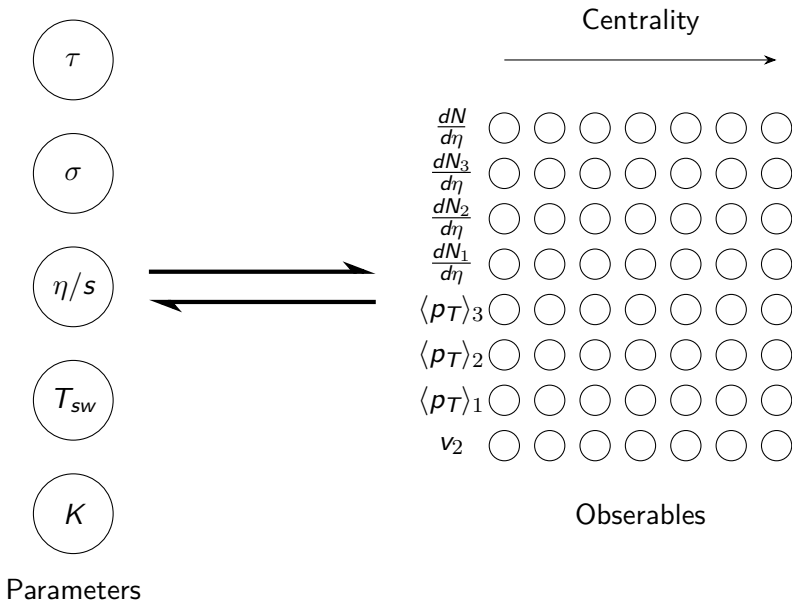 Centrality
τ
σ
η/s
T_sw
K
Parameters
dN/dη
dN₃/dη
dN₂/dη
dN₁/dη
⟨p_T⟩₃
⟨p_T⟩₂
⟨p_T⟩₁
v₂
Obserables